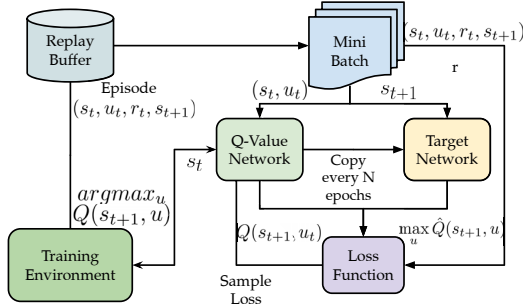 Replay
Buffer
Mini
Batch
(s_t, u_t, r_t, s_{t+1})
r
Episode
(s_t, u_t, r_t, s_{t+1})
(s_t, u_t)
s_{t+1}
Q-Value
Network
Target
Network
s_t
Copy
every N
epochs
argmax_u
Q(s_{t+1}, u)
Q(s_{t+1}, u_t)
max_u Q̂(s_{t+1}, u)
Training
Environment
Loss
Function
Sample
Loss